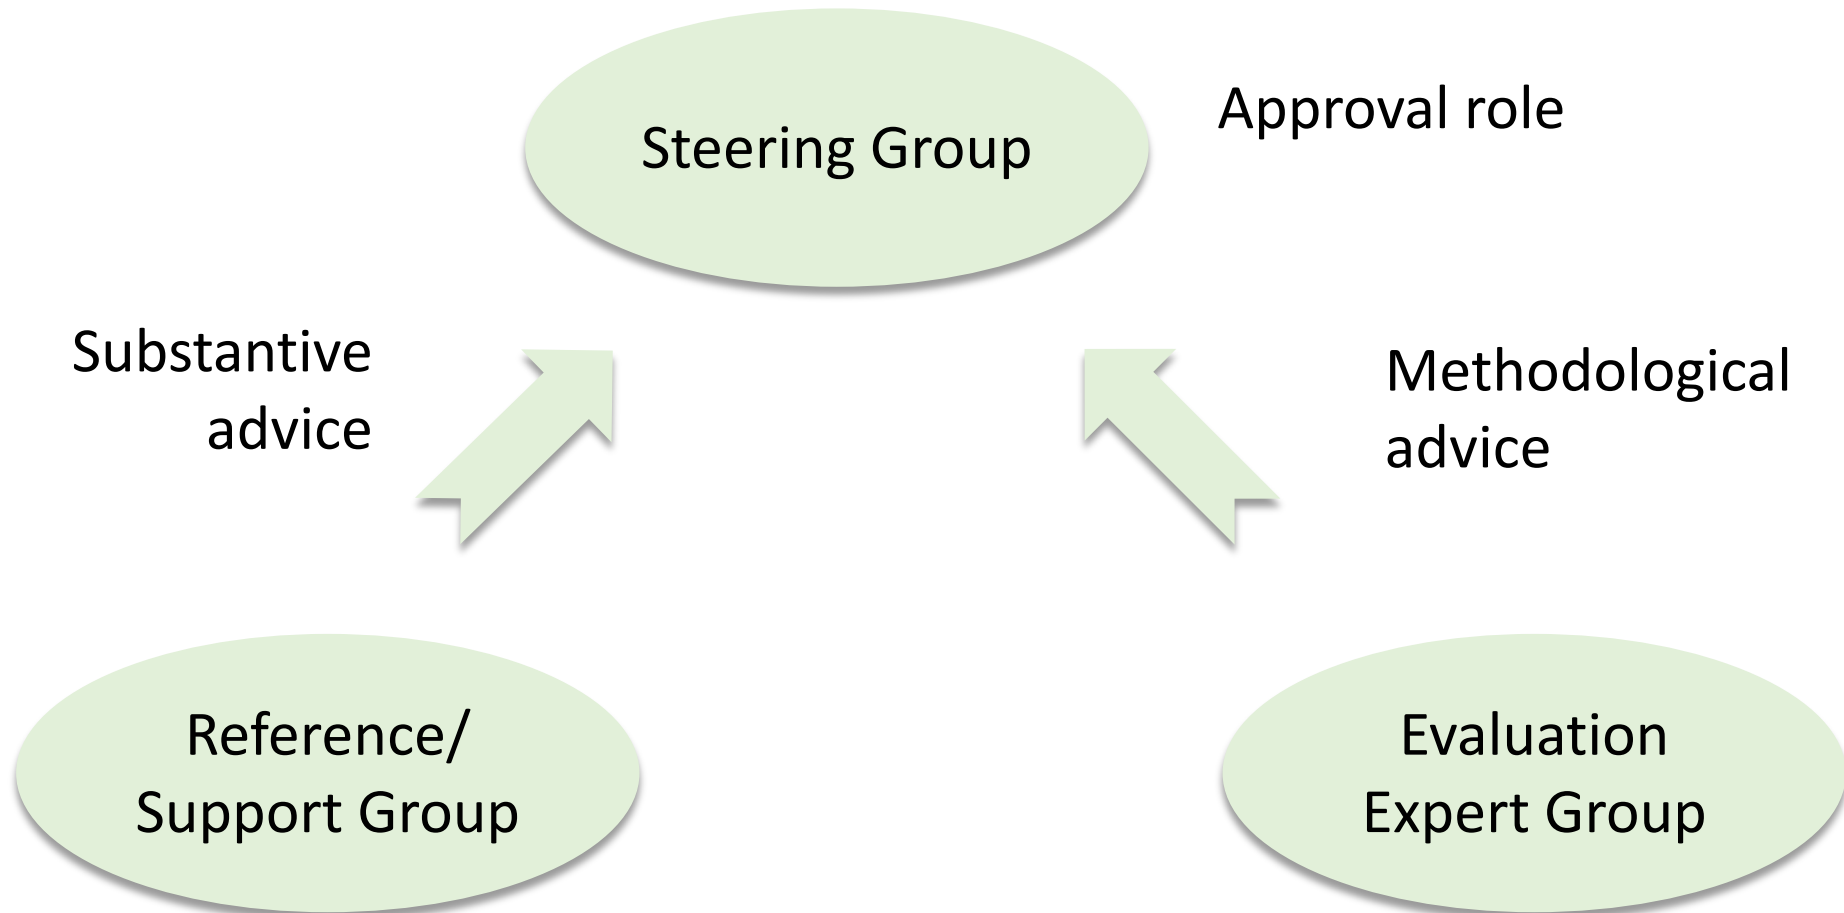 Steering Group
Approval role
Substantive
advice
Methodological
advice
Reference/
Support Group
Evaluation
Expert Group